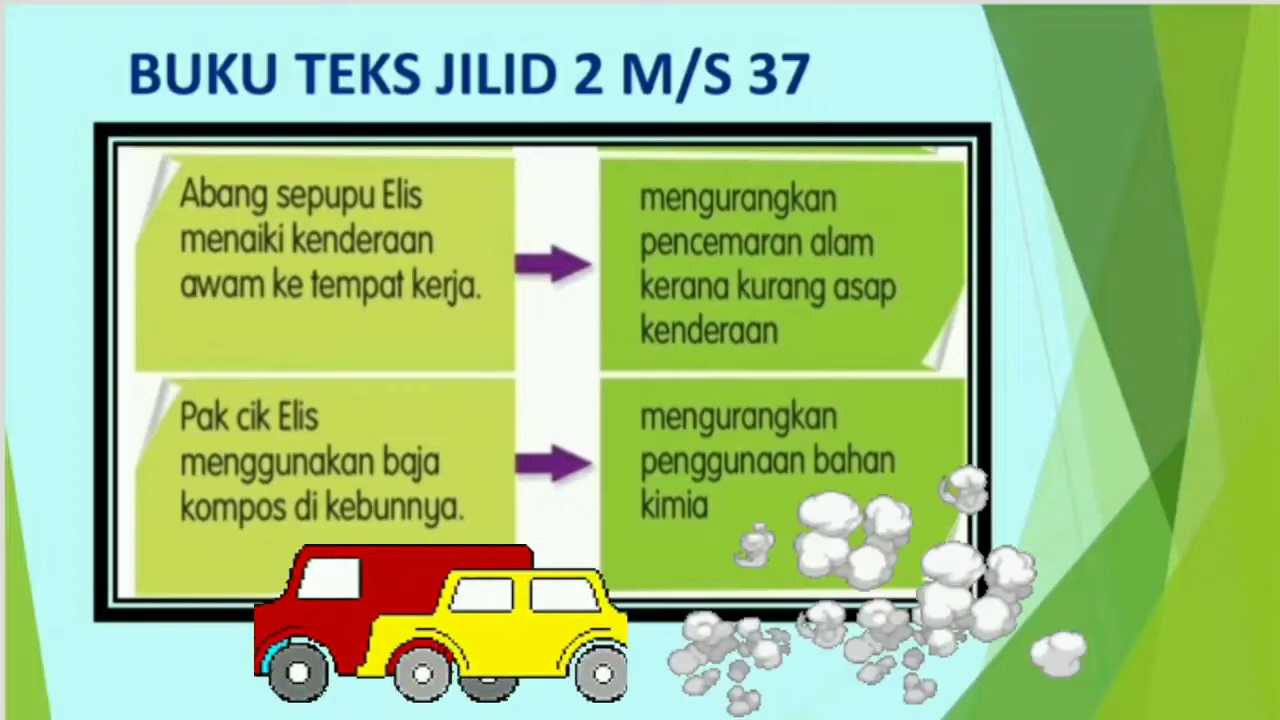 BUKU TEKS JILID 2 M/S 37
Abang sepupu Elis
menaiki kenderaan
awam ke tempat kerja.
mengurangkan
pencemaran alam
kerana kurang asap
kenderaan
Pak cik Elis
menggunakan baja
kompos di kebunnya.
mengurangkan
penggunaan bahan
kimia